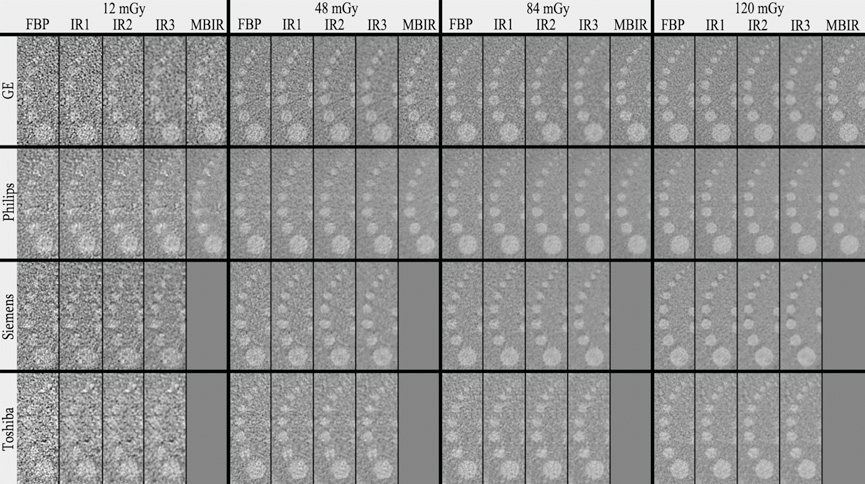 12 mGy 48 mGy 84 mGy 120 mGy
FBP IR1 IR2 IR3 MBIR FBP IR1 IR2 IR3 MBIR FBP IR1 IR2 IR3 MBIR FBP IR1 IR2 IR3 MBIR
GE
Philips
Siemens
Toshiba